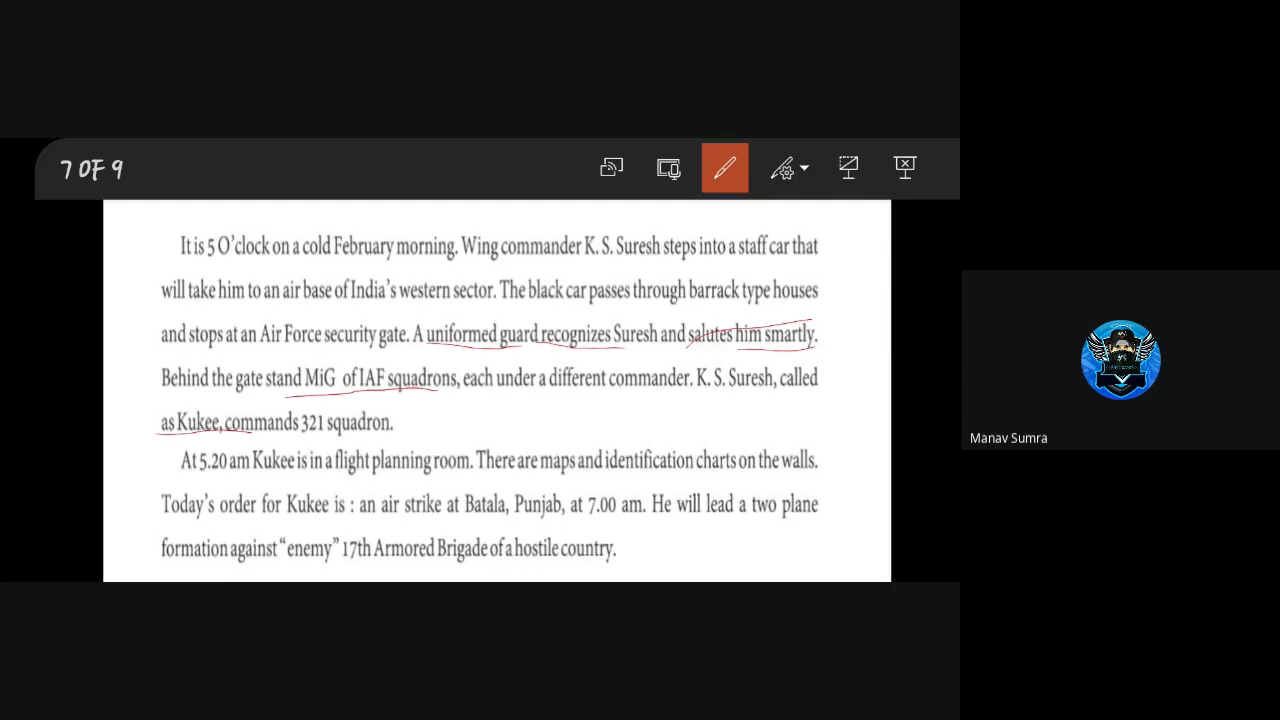 7 OF 9
It is 5 O'clock on a cold February morning. Wing commander K. S. Suresh steps into a staff car that
will take him to an air base of India's western sector. The black car passes through barrack type houses
and stops at an Air Force security gate. A uniformed guard recognizes Suresh and salutes him smartly.
Behind the gate stand MiG of IAF squadrons, each under a different commander. K. S. Suresh, called
as Kukee, commands 321 squadron.
At 5.20 am Kukee is in a flight planning room. There are maps and identification charts on the walls.
Today's order for Kukee is : an air strike at Batala, Punjab, at 7.00 am. He will lead a two plane
formation against "enemy" 17th Armored Brigade of a hostile country.
Manav Sumra